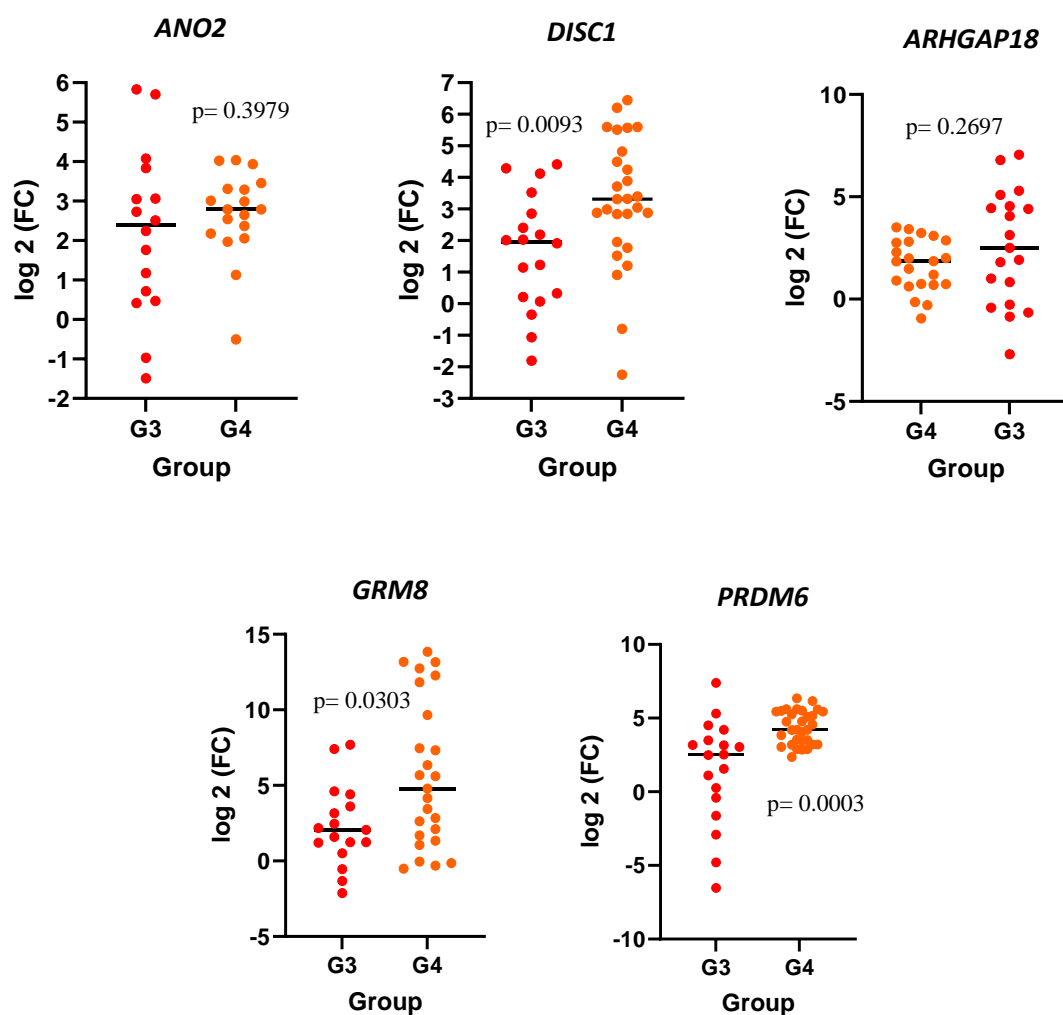 ANO2
6
5
4
3
2
1
0
-1
-2
log 2 (FC)
p= 0.3979
G3 G4
Group
DISC1
7
6
5
4
3
2
1
0
-1
-2
-3
log 2 (FC)
p= 0.0093
G3 G4
Group
ARHGAP18
10
5
0
-5
log 2 (FC)
p= 0.2697
G4 G3
Group
GRM8
15
10
5
0
-5
log 2 (FC)
p= 0.0303
G3 G4
Group
PRDM6
10
5
0
-5
-10
log 2 (FC)
p= 0.0003
G3 G4
Group